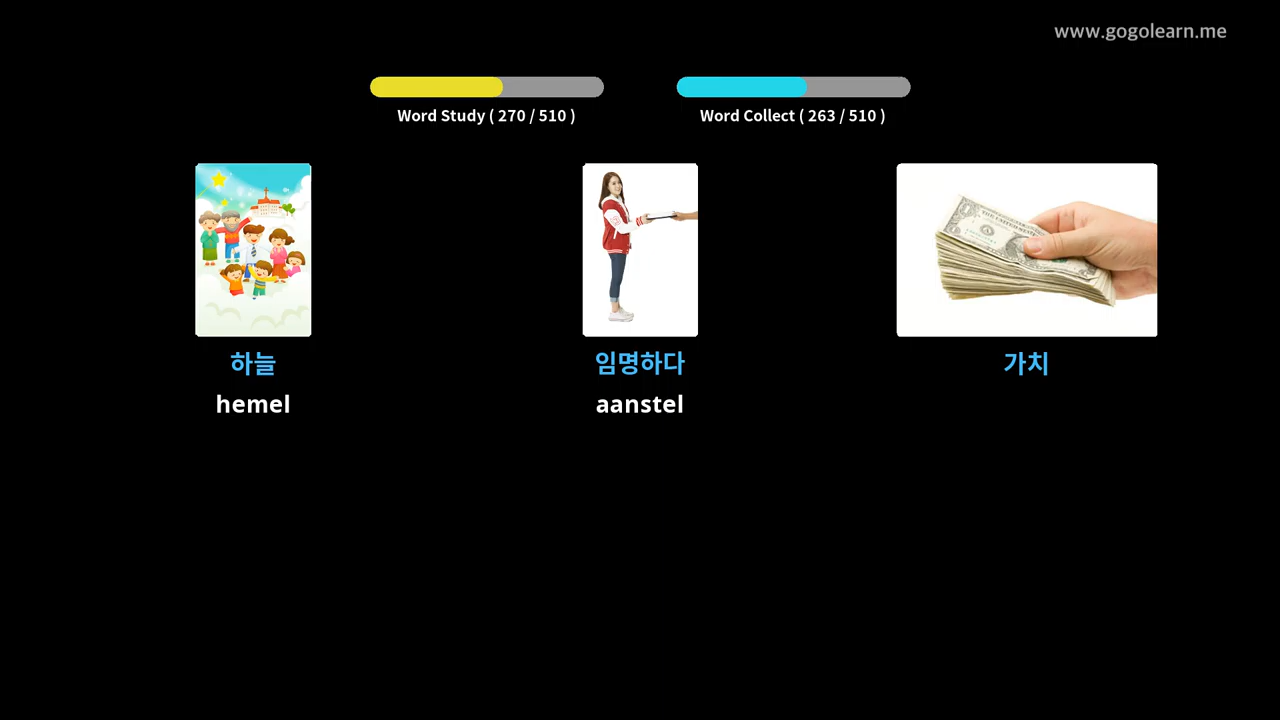 www.gogolearn.me
Word Study ( 270 / 510 )
Word Collect ( 263 / 510 )
하늘
임명하다
가치
hemel
aanstel